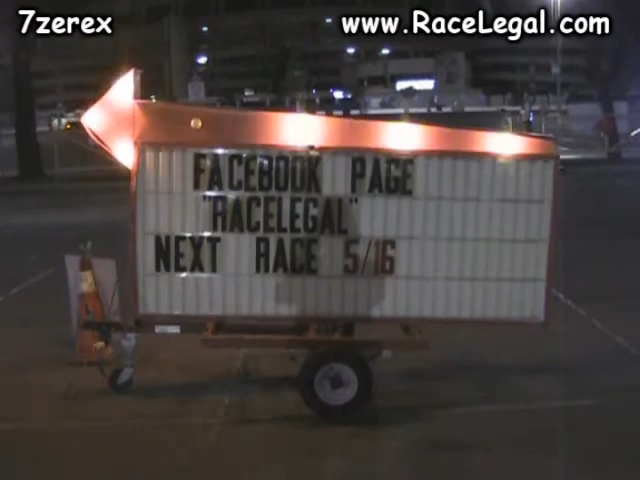 7zerex
www.RaceLegal.com
FACEBOOK PAGE
"RACELEGAL"
NEXT RACE 5/16